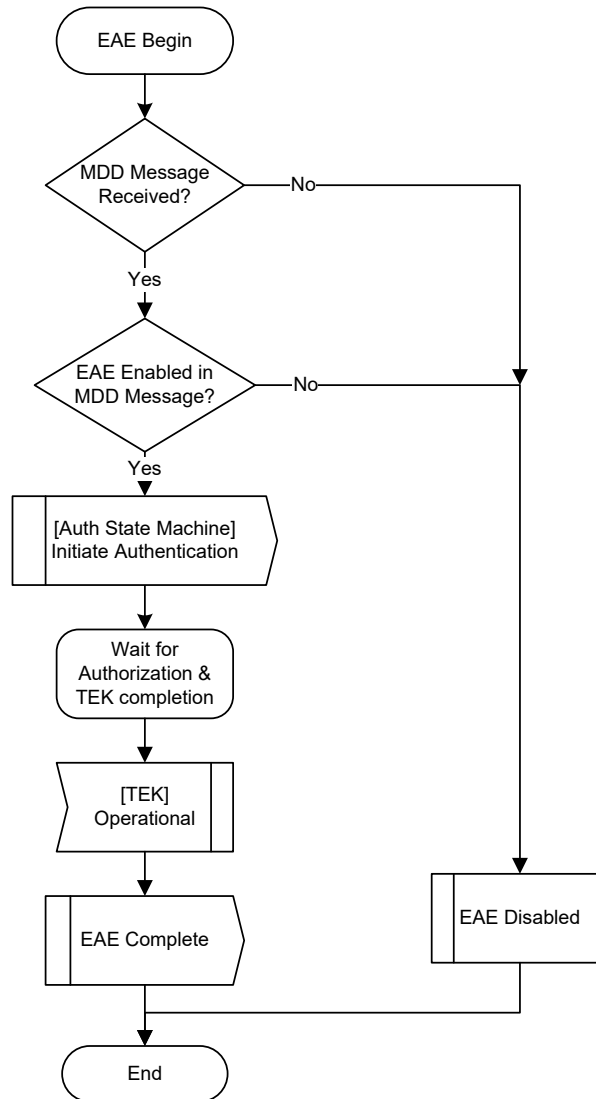 EAE Begin
MDD Message
Received?
No
Yes
EAE Enabled in
MDD Message?
No
Yes
[Auth State Machine]
Initiate Authentication
Wait for
Authorization &
TEK completion
[TEK]
Operational
EAE Complete
EAE Disabled
End